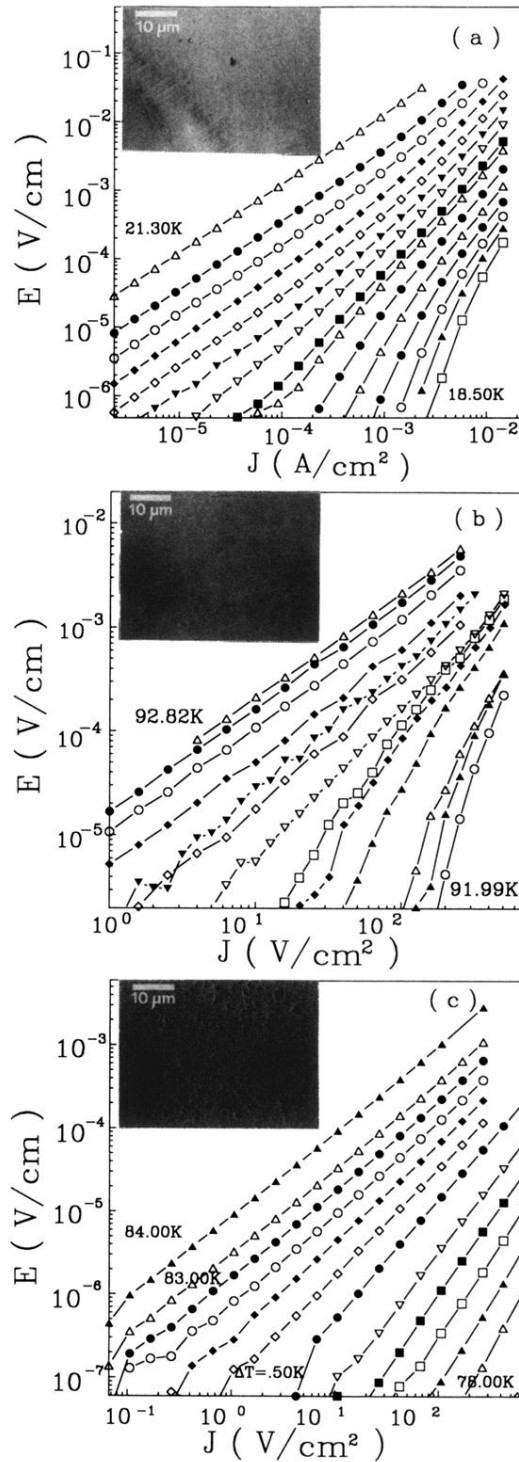 10 μm
( a )
10⁻¹
10⁻²
10⁻³
10⁻⁴
10⁻⁵
10⁻⁶
E ( V/cm )
21.30K
18.50K
10⁻⁵ 10⁻⁴ 10⁻³ 10⁻²
J ( A/cm² )
10 μm
( b )
10⁻²
10⁻³
10⁻⁴
10⁻⁵
E ( V/cm )
92.82K
91.99K
10⁰ 10¹ 10²
J ( V/cm² )
10 μm
( c )
10⁻³
10⁻⁴
10⁻⁵
10⁻⁶
10⁻⁷
E ( V/cm )
84.00K
83.00K
ΔT=.50K
78.00K
10⁻¹ 10⁰ 10¹ 10²
J ( V/cm² )